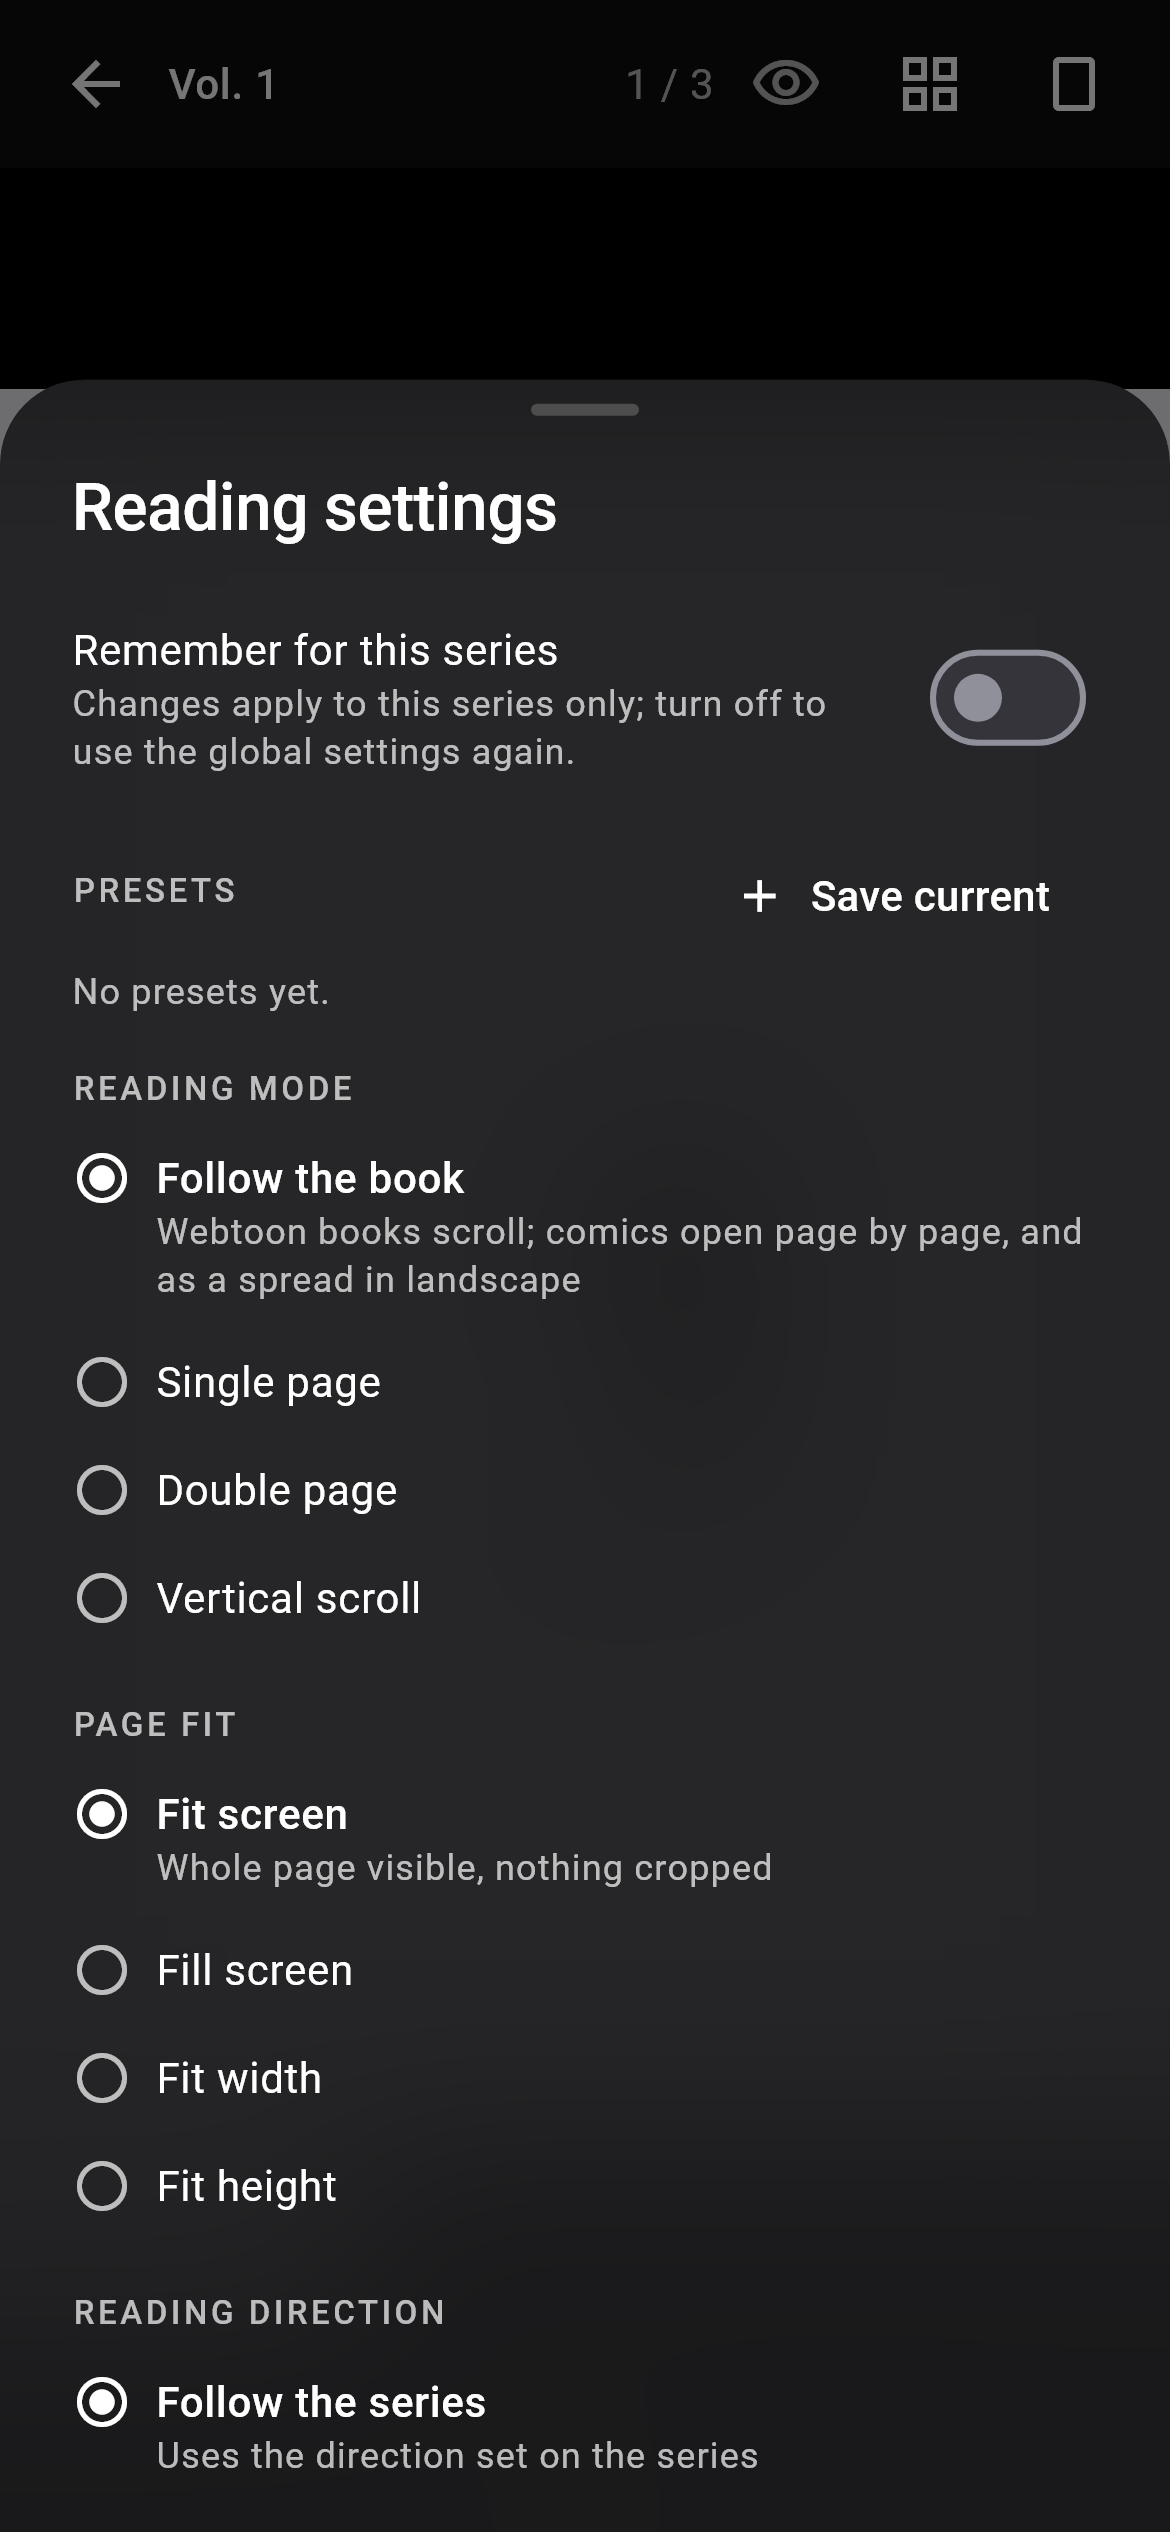 Vol. 1
1 / 3
Reading settings
Remember for this series
Changes apply to this series only; turn off to
use the global settings again.
PRESETS
Save current
No presets yet.
READING MODE
Follow the book
Webtoon books scroll; comics open page by page, and
as a spread in landscape
Single page
Double page
Vertical scroll
PAGE FIT
Fit screen
Whole page visible, nothing cropped
Fill screen
Fit width
Fit height
READING DIRECTION
Follow the series
Uses the direction set on the series